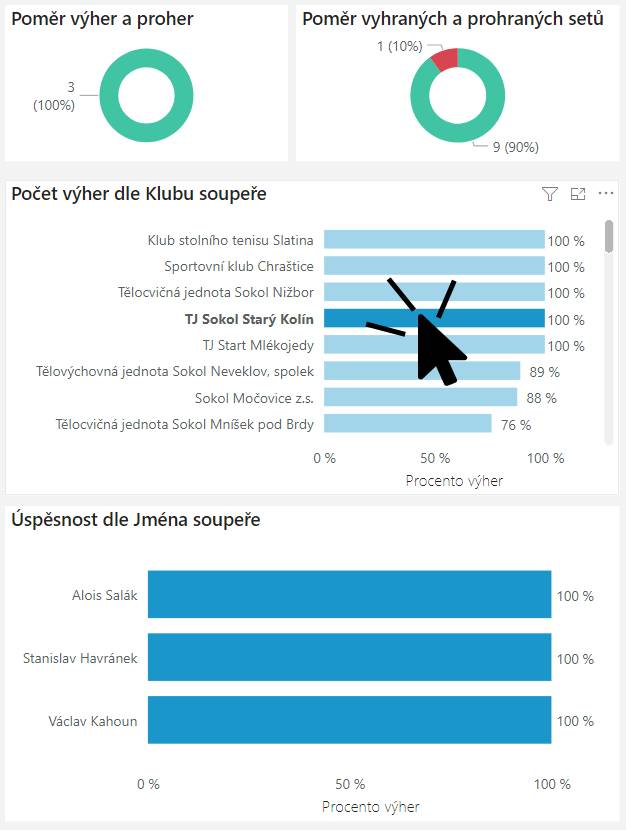 Poměr výher a proher
3
(100%)
Poměr vyhraných a prohraných setů
1 (10%)
9 (90%)
Počet výher dle Klubu soupeře
Klub stolního tenisu Slatina 100 %
Sportovní klub Chraštice 100 %
Tělocvičná jednota Sokol Nižbor 100 %
TJ Sokol Starý Kolín 100 %
TJ Start Mlékojedy 100 %
Tělovýchovná jednota Sokol Neveklov, spolek 89 %
Sokol Močovice z.s. 88 %
Tělocvičná jednota Sokol Mníšek pod Brdy 76 %
0 % 50 % 100 %
Procento výher
Úspěsnost dle Jména soupeře
Alois Salák 100 %
Stanislav Havránek 100 %
Václav Kahoun 100 %
0 % 50 % 100 %
Procento výher